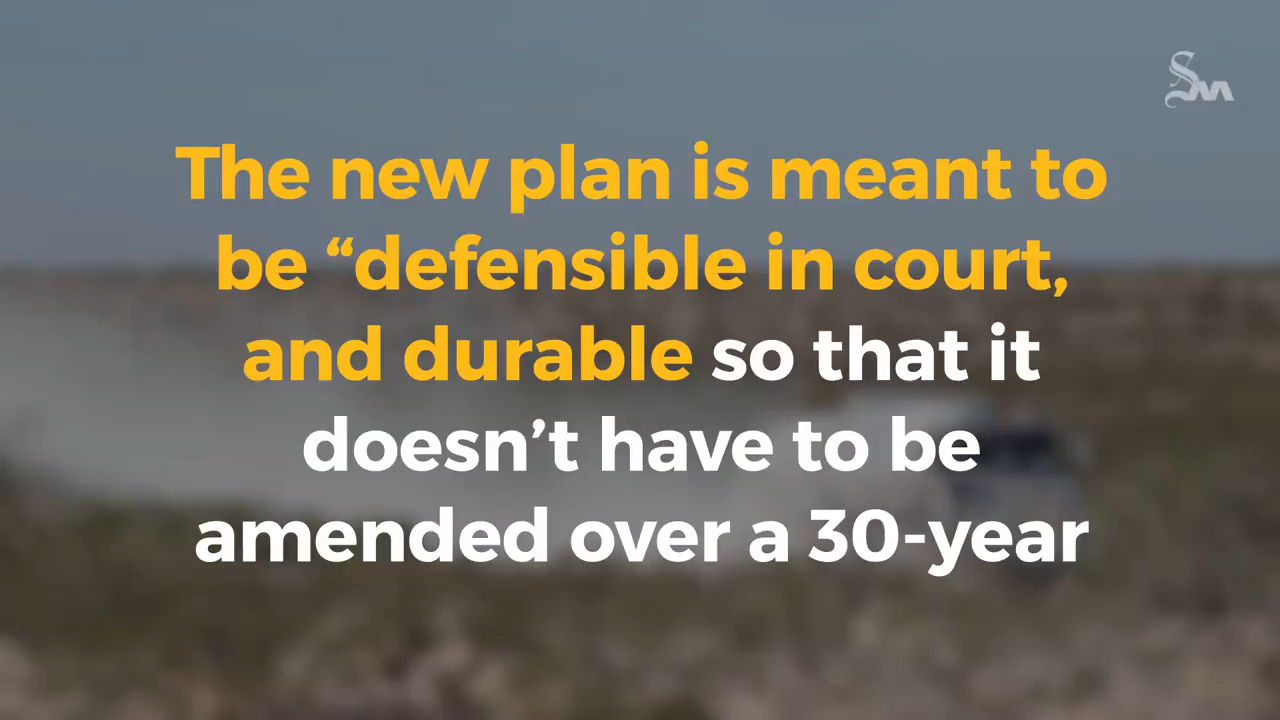 SM
The new plan is meant to
be “defensible in court,
and durable so that it
doesn’t have to be
amended over a 30-year